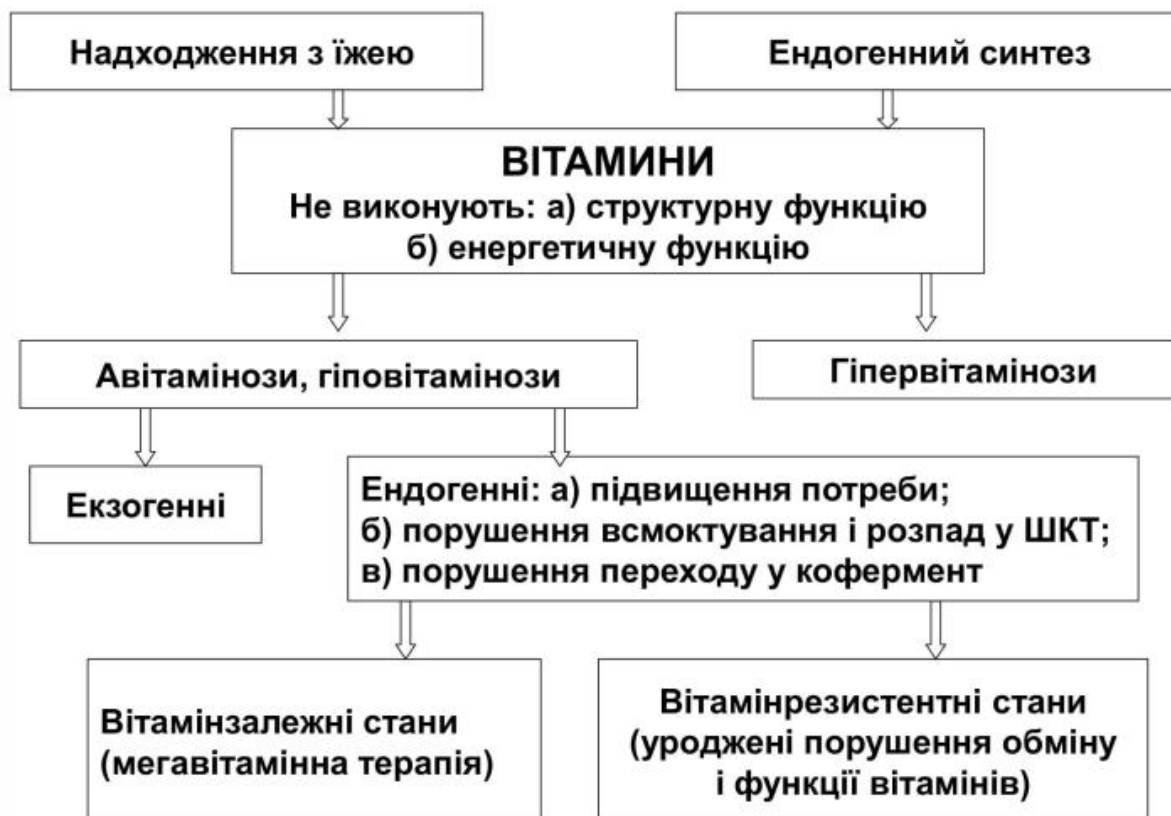 Надходження з їжею
Ендогенний синтез
ВІТАМИНИ
Не виконують: а) структурну функцію
б) енергетичну функцію
Авітамінози, гіповітамінози
Гіпервітамінози
Екзогенні
Ендогенні: а) підвищення потреби;
б) порушення всмоктування і розпад у ШКТ;
в) порушення переходу у кофермент
Вітамінзалежні стани
(мегавітамінна терапія)
Вітамінрезистентні стани
(уроджені порушення обміну
і функції вітамінів)